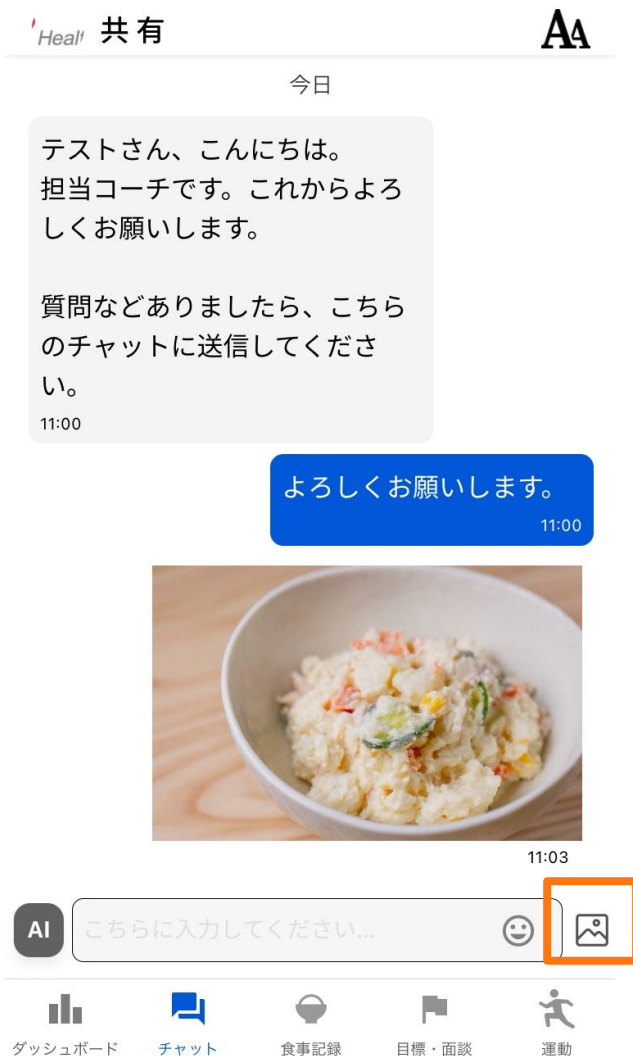 Heal 共有 AA
今日
テストさん、こんにちは。
担当コーチです。これからよろ
しくお願いします。
質問などありましたら、こちら
のチャットに送信してくださ
い。
11:00
よろしくお願いします。
11:00
11:03
AI こちらに入力してください...
ダッシュボード チャット 食事記録 目標・面談 運動